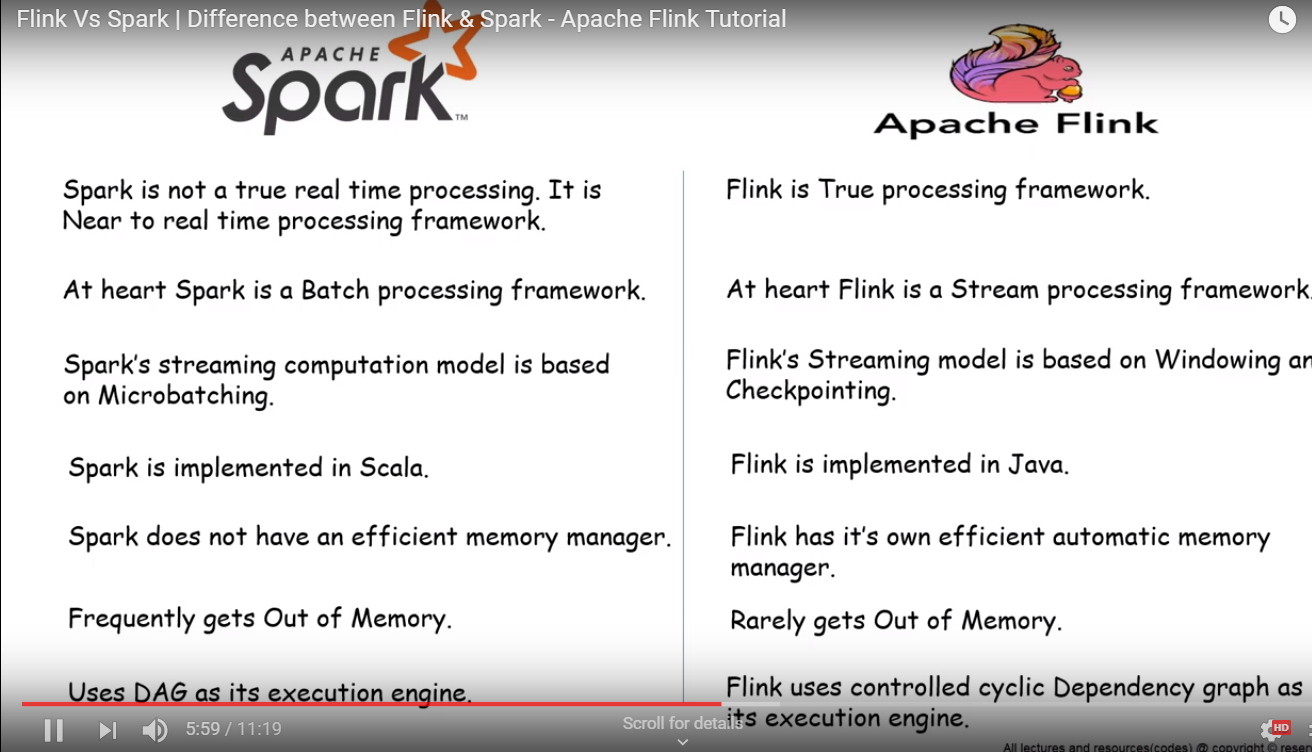 Flink Vs Spark | Difference between Flink & Spark - Apache Flink Tutorial
APACHE
Spark™
Apache Flink
Spark is not a true real time processing. It is
Near to real time processing framework.
Flink is True processing framework.
At heart Spark is a Batch processing framework.
At heart Flink is a Stream processing framework.
Spark's streaming computation model is based
on Microbatching.
Flink's Streaming model is based on Windowing an
Checkpointing.
Spark is implemented in Scala.
Flink is implemented in Java.
Spark does not have an efficient memory manager.
Flink has it's own efficient automatic memory
manager.
Frequently gets Out of Memory.
Rarely gets Out of Memory.
Uses DAG as its execution engine.
Flink uses controlled cyclic Dependency graph as
its execution engine.
5:59 / 11:19
Scroll for details
HD
All lectures and resources(codes) @ copyright © reser